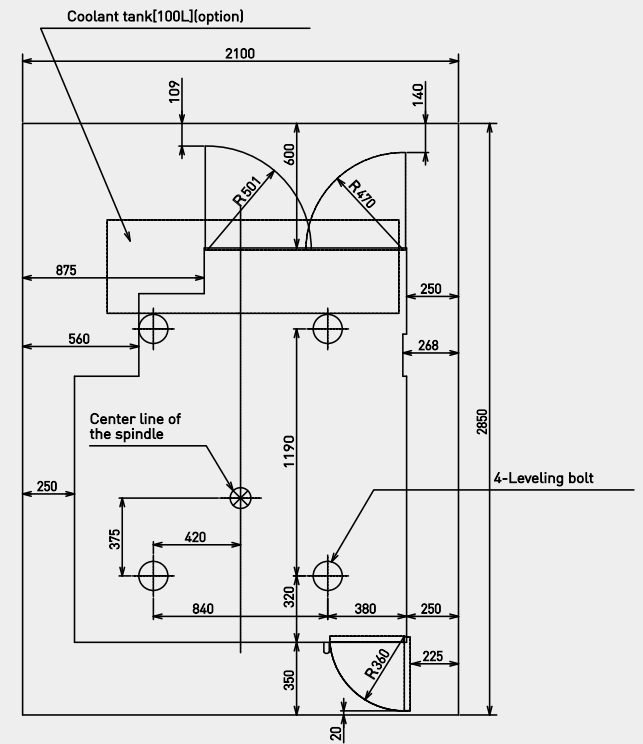 Coolant tank[100L](option)
2100
109
140
600
R501
R470
875
250
560
268
2850
Center line of
the spindle
1190
4-Leveling bolt
250
375
420
320
840
380
250
R360
225
350
20